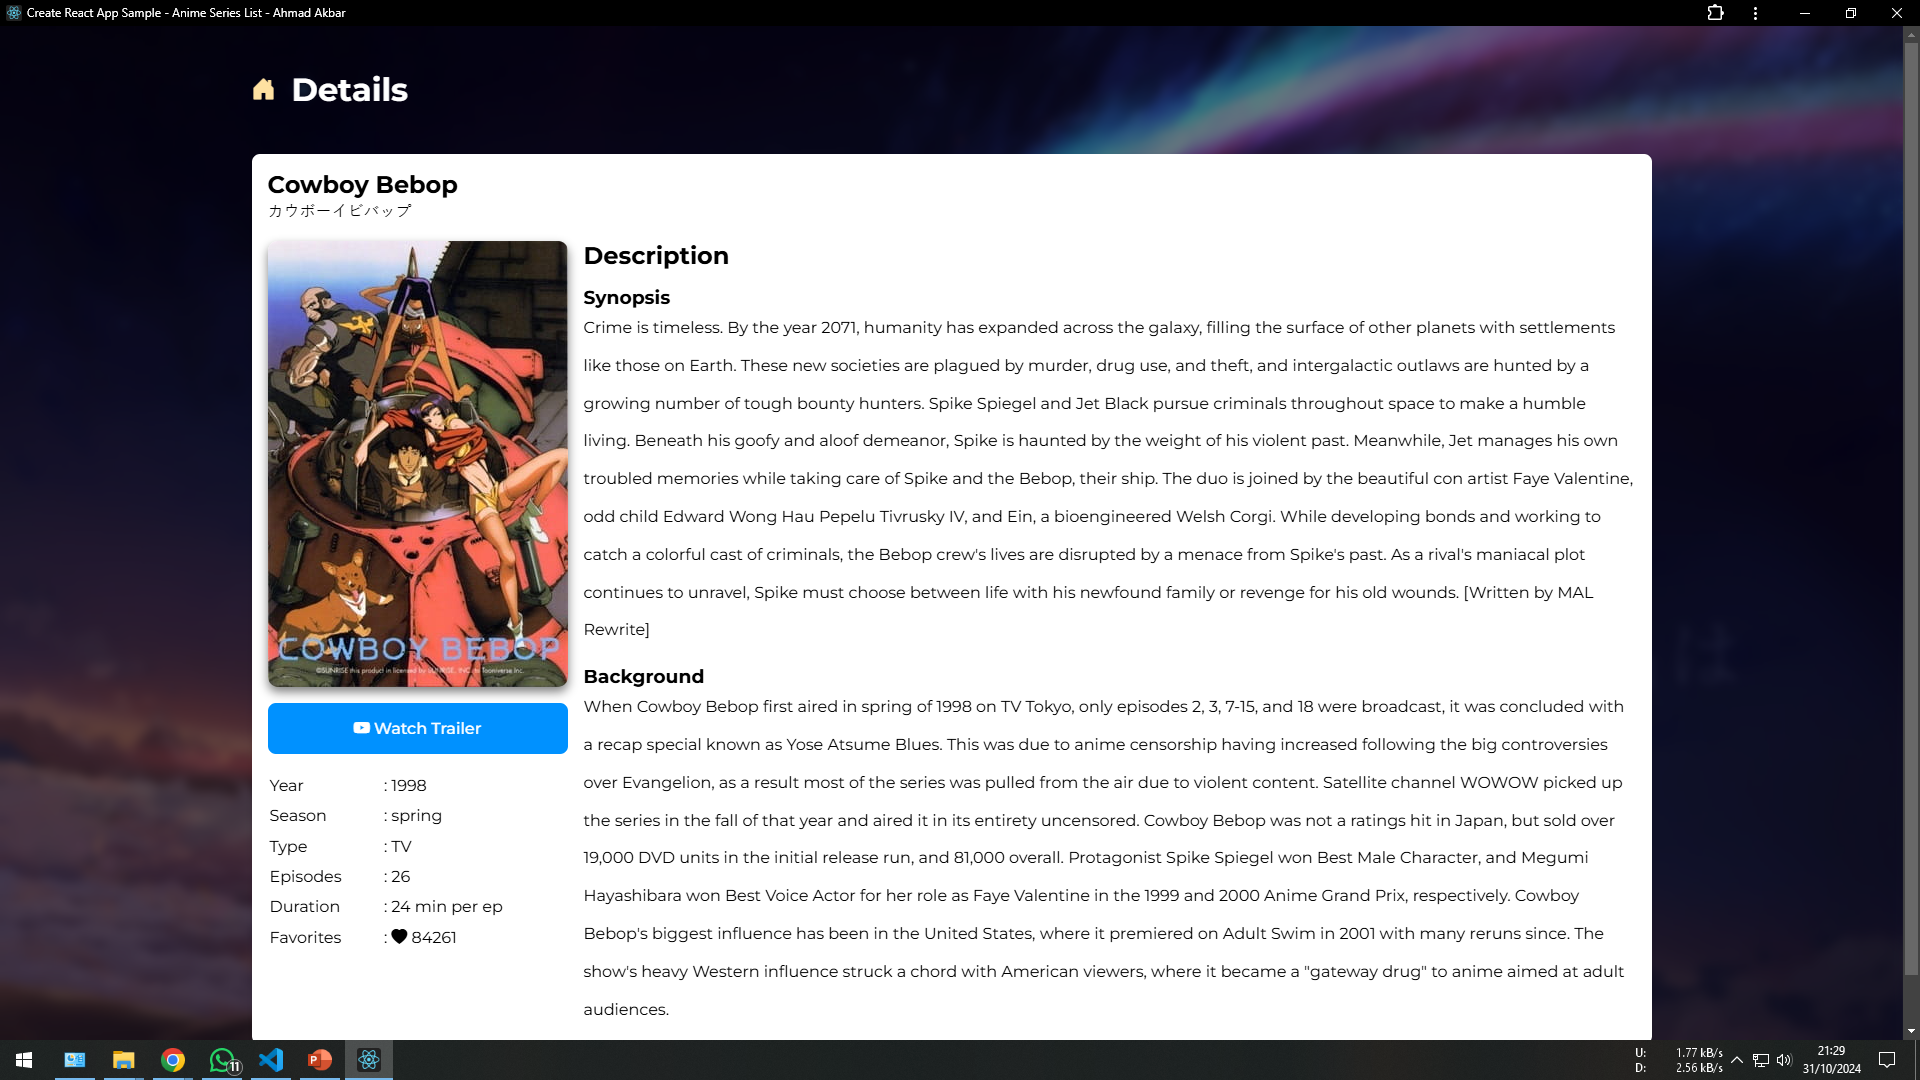 Create React App Sample - Anime Series List - Ahmad Akbar
Details
Cowboy Bebop
カウボーイビバップ
COWBOY BEBOP
Watch Trailer
Year : 1998
Season : spring
Type : TV
Episodes : 26
Duration : 24 min per ep
Favorites : 84261
Description
Synopsis
Crime is timeless. By the year 2071, humanity has expanded across the galaxy, filling the surface of other planets with settlements
like those on Earth. These new societies are plagued by murder, drug use, and theft, and intergalactic outlaws are hunted by a
growing number of tough bounty hunters. Spike Spiegel and Jet Black pursue criminals throughout space to make a humble
living. Beneath his goofy and aloof demeanor, Spike is haunted by the weight of his violent past. Meanwhile, Jet manages his own
troubled memories while taking care of Spike and the Bebop, their ship. The duo is joined by the beautiful con artist Faye Valentine,
odd child Edward Wong Hau Pepelu Tivrusky IV, and Ein, a bioengineered Welsh Corgi. While developing bonds and working to
catch a colorful cast of criminals, the Bebop crew's lives are disrupted by a menace from Spike's past. As a rival's maniacal plot
continues to unravel, Spike must choose between life with his newfound family or revenge for his old wounds. [Written by MAL
Rewrite]
Background
When Cowboy Bebop first aired in spring of 1998 on TV Tokyo, only episodes 2, 3, 7-15, and 18 were broadcast, it was concluded with
a recap special known as Yose Atsume Blues. This was due to anime censorship having increased following the big controversies
over Evangelion, as a result most of the series was pulled from the air due to violent content. Satellite channel WOWOW picked up
the series in the fall of that year and aired it in its entirety uncensored. Cowboy Bebop was not a ratings hit in Japan, but sold over
19,000 DVD units in the initial release run, and 81,000 overall. Protagonist Spike Spiegel won Best Male Character, and Megumi
Hayashibara won Best Voice Actor for her role as Faye Valentine in the 1999 and 2000 Anime Grand Prix, respectively. Cowboy
Bebop's biggest influence has been in the United States, where it premiered on Adult Swim in 2001 with many reruns since. The
show's heavy Western influence struck a chord with American viewers, where it became a "gateway drug" to anime aimed at adult
audiences.
11
U: 1.77 kB/s
D: 2.56 kB/s
21:29
31/10/2024